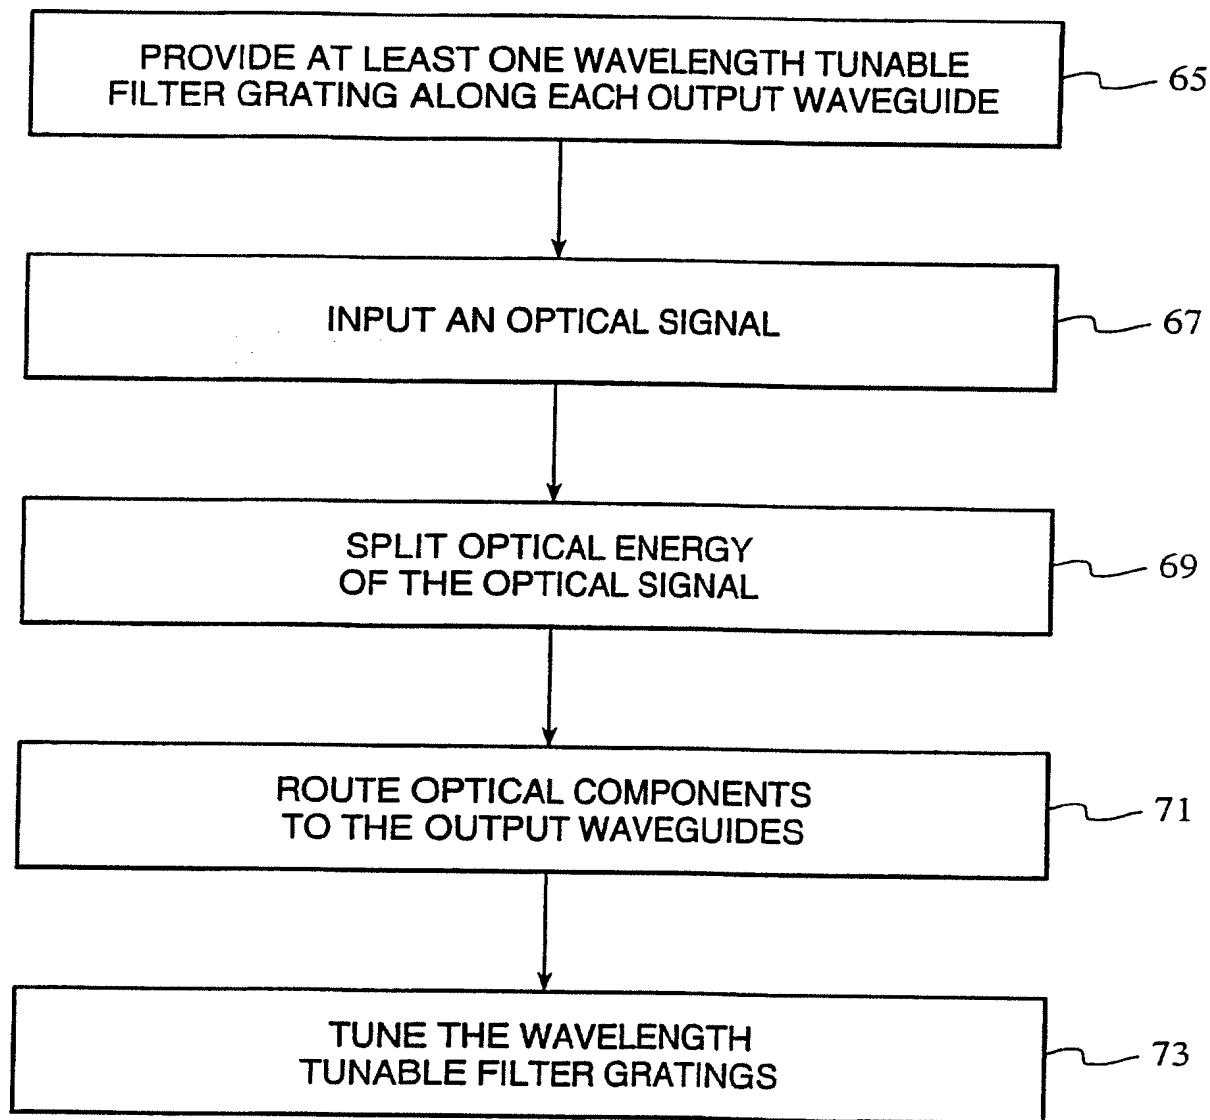 PROVIDE AT LEAST ONE WAVELENGTH TUNABLE
FILTER GRATING ALONG EACH OUTPUT WAVEGUIDE
65
INPUT AN OPTICAL SIGNAL
67
SPLIT OPTICAL ENERGY
OF THE OPTICAL SIGNAL
69
ROUTE OPTICAL COMPONENTS
TO THE OUTPUT WAVEGUIDES
71
TUNE THE WAVELENGTH
TUNABLE FILTER GRATINGS
73